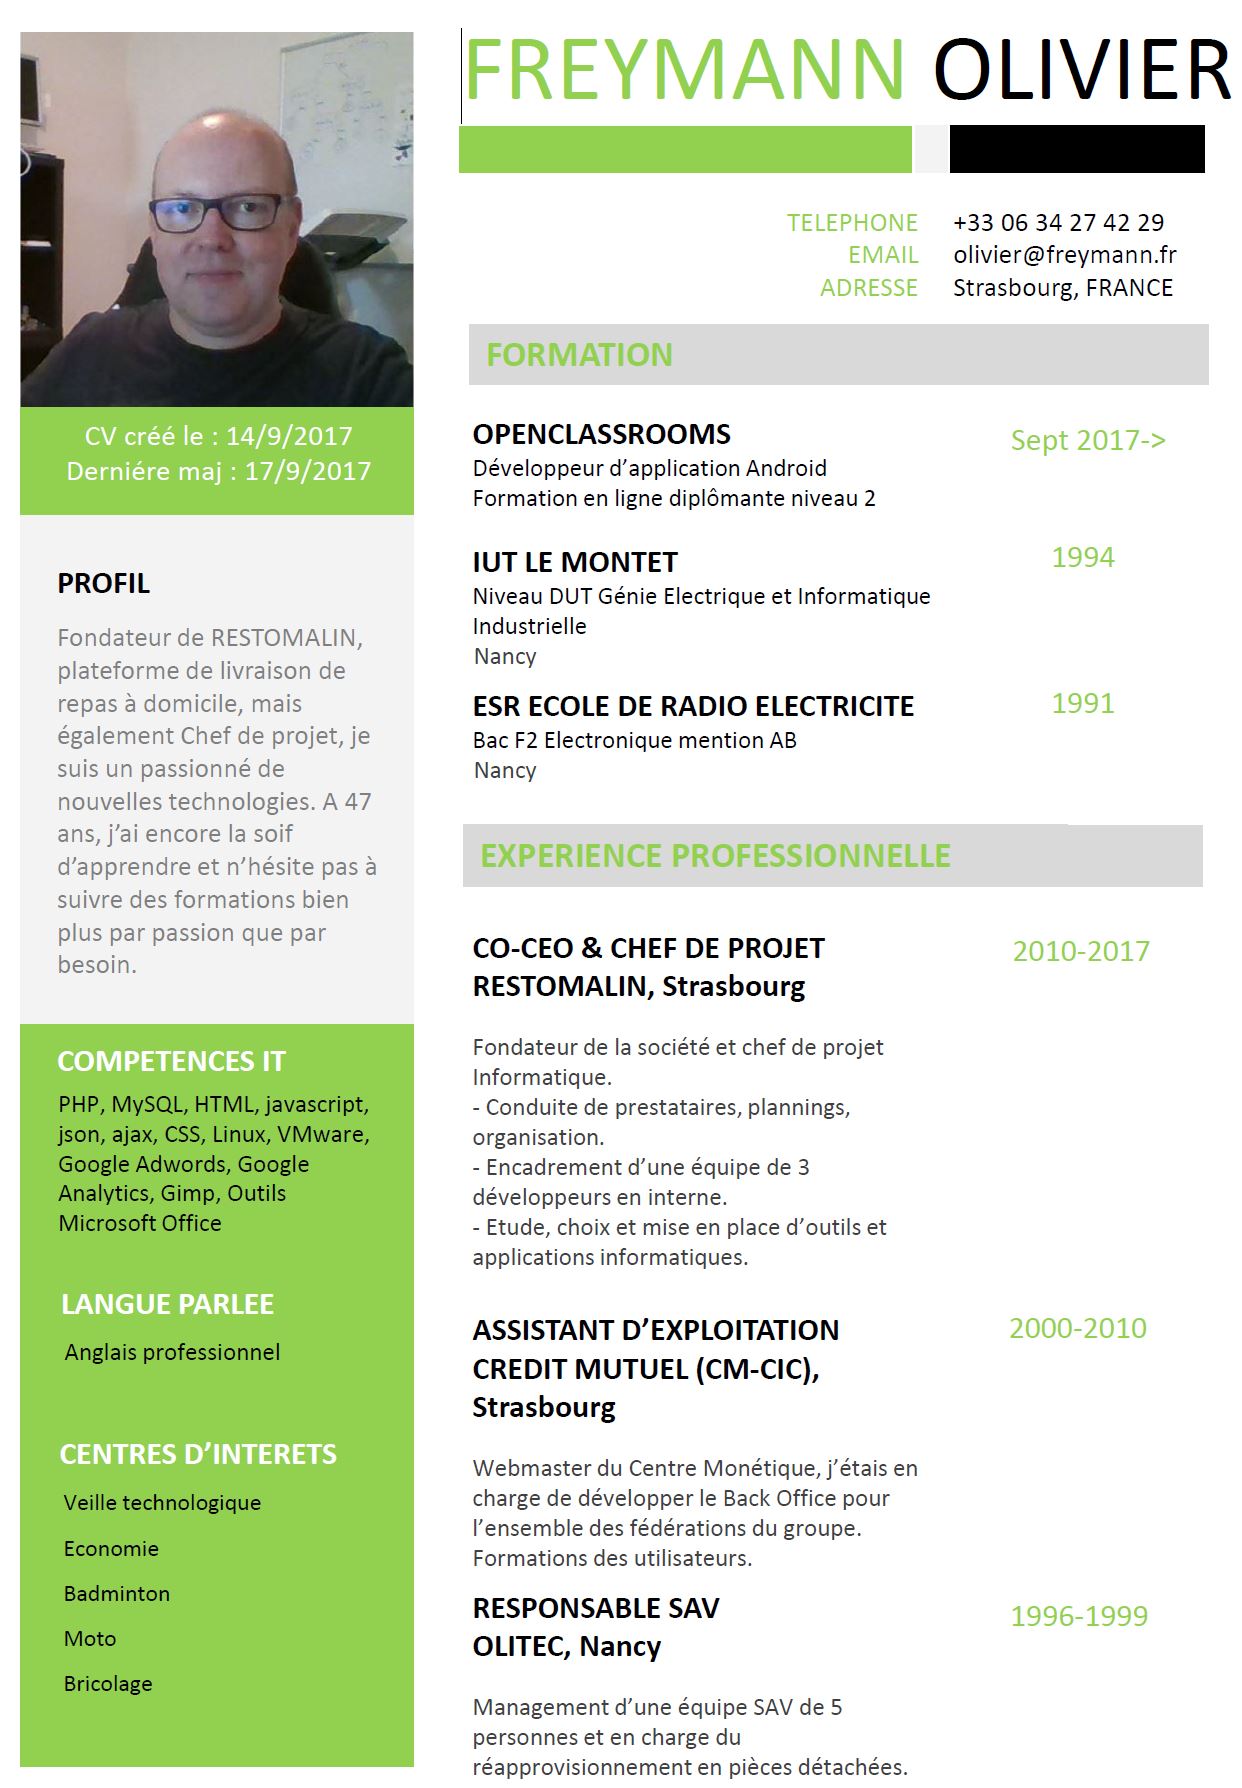 FREYMANN OLIVIER
TELEPHONE +33 06 34 27 42 29
EMAIL olivier@freymann.fr
ADRESSE Strasbourg, FRANCE
CV créé le : 14/9/2017
Derniére maj : 17/9/2017
PROFIL
Fondateur de RESTOMALIN,
plateforme de livraison de
repas à domicile, mais
également Chef de projet, je
suis un passionné de
nouvelles technologies. A 47
ans, j’ai encore la soif
d’apprendre et n’hésite pas à
suivre des formations bien
plus par passion que par
besoin.
COMPETENCES IT
PHP, MySQL, HTML, javascript,
json, ajax, CSS, Linux, VMware,
Google Adwords, Google
Analytics, Gimp, Outils
Microsoft Office
LANGUE PARLEE
Anglais professionnel
CENTRES D’INTERETS
Veille technologique
Economie
Badminton
Moto
Bricolage
FORMATION
OPENCLASSROOMS Sept 2017->
Développeur d’application Android
Formation en ligne diplômante niveau 2
IUT LE MONTET 1994
Niveau DUT Génie Electrique et Informatique
Industrielle
Nancy
ESR ECOLE DE RADIO ELECTRICITE 1991
Bac F2 Electronique mention AB
Nancy
EXPERIENCE PROFESSIONNELLE
CO-CEO & CHEF DE PROJET 2010-2017
RESTOMALIN, Strasbourg
Fondateur de la société et chef de projet
Informatique.
- Conduite de prestataires, plannings,
organisation.
- Encadrement d’une équipe de 3
développeurs en interne.
- Etude, choix et mise en place d’outils et
applications informatiques.
ASSISTANT D’EXPLOITATION 2000-2010
CREDIT MUTUEL (CM-CIC),
Strasbourg
Webmaster du Centre Monétique, j’étais en
charge de développer le Back Office pour
l’ensemble des fédérations du groupe.
Formations des utilisateurs.
RESPONSABLE SAV 1996-1999
OLITEC, Nancy
Management d’une équipe SAV de 5
personnes et en charge du
réapprovisionnement en pièces détachées.